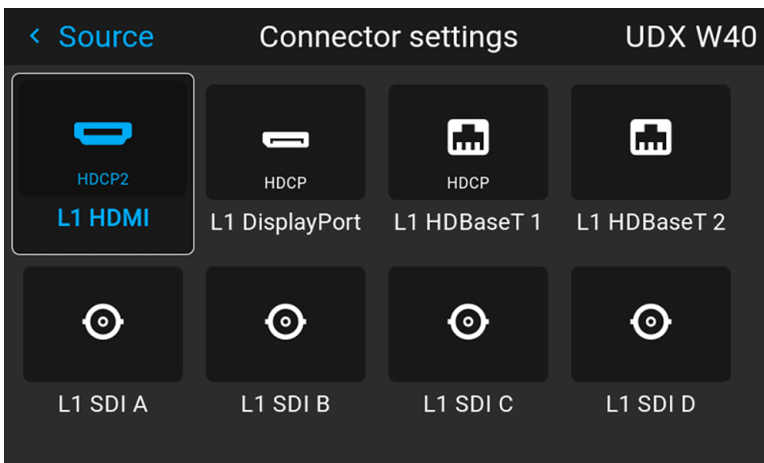 < Source Connector settings UDX W40
HDCP2 HDCP HDCP
L1 HDMI L1 DisplayPort L1 HDBaseT 1 L1 HDBaseT 2
L1 SDI A L1 SDI B L1 SDI C L1 SDI D